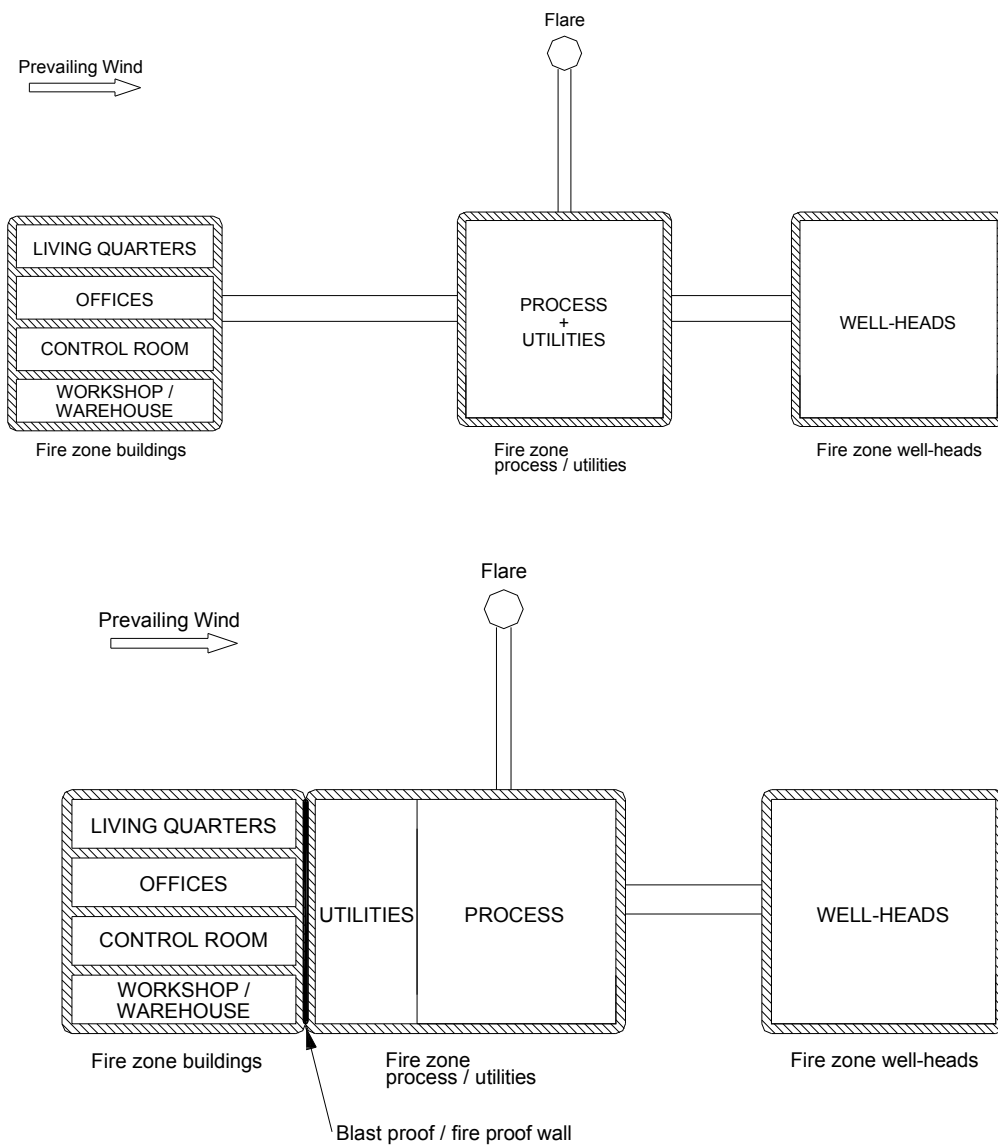 Flare
Prevailing Wind
LIVING QUARTERS
OFFICES
CONTROL ROOM
WORKSHOP /
WAREHOUSE
PROCESS
+
UTILITIES
WELL-HEADS
Fire zone buildings
Fire zone
process / utilities
Fire zone well-heads
Flare
Prevailing Wind
LIVING QUARTERS
OFFICES
CONTROL ROOM
WORKSHOP /
WAREHOUSE
UTILITIES
PROCESS
WELL-HEADS
Fire zone buildings
Fire zone
process / utilities
Fire zone well-heads
Blast proof / fire proof wall